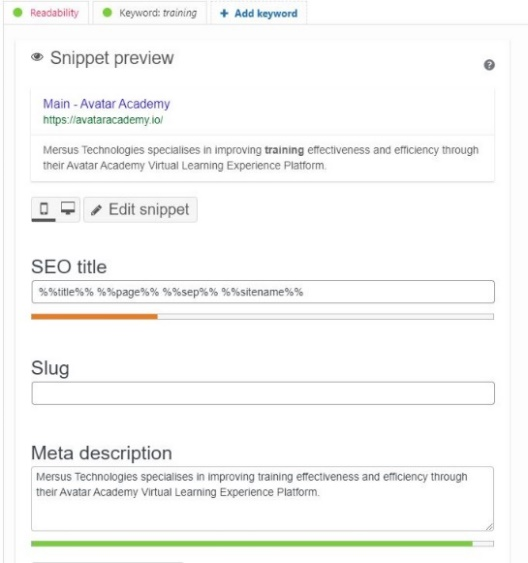 Readability Keyword: training + Add keyword
Snippet preview
Main - Avatar Academy
https://avataracademy.io/
Mersus Technologies specialises in improving training effectiveness and efficiency through
their Avatar Academy Virtual Learning Experience Platform.
Edit snippet
SEO title
%%title%% %%page%% %%sep%% %%sitename%%
Slug
Meta description
Mersus Technologies specialises in improving training effectiveness and efficiency through
their Avatar Academy Virtual Learning Experience Platform.